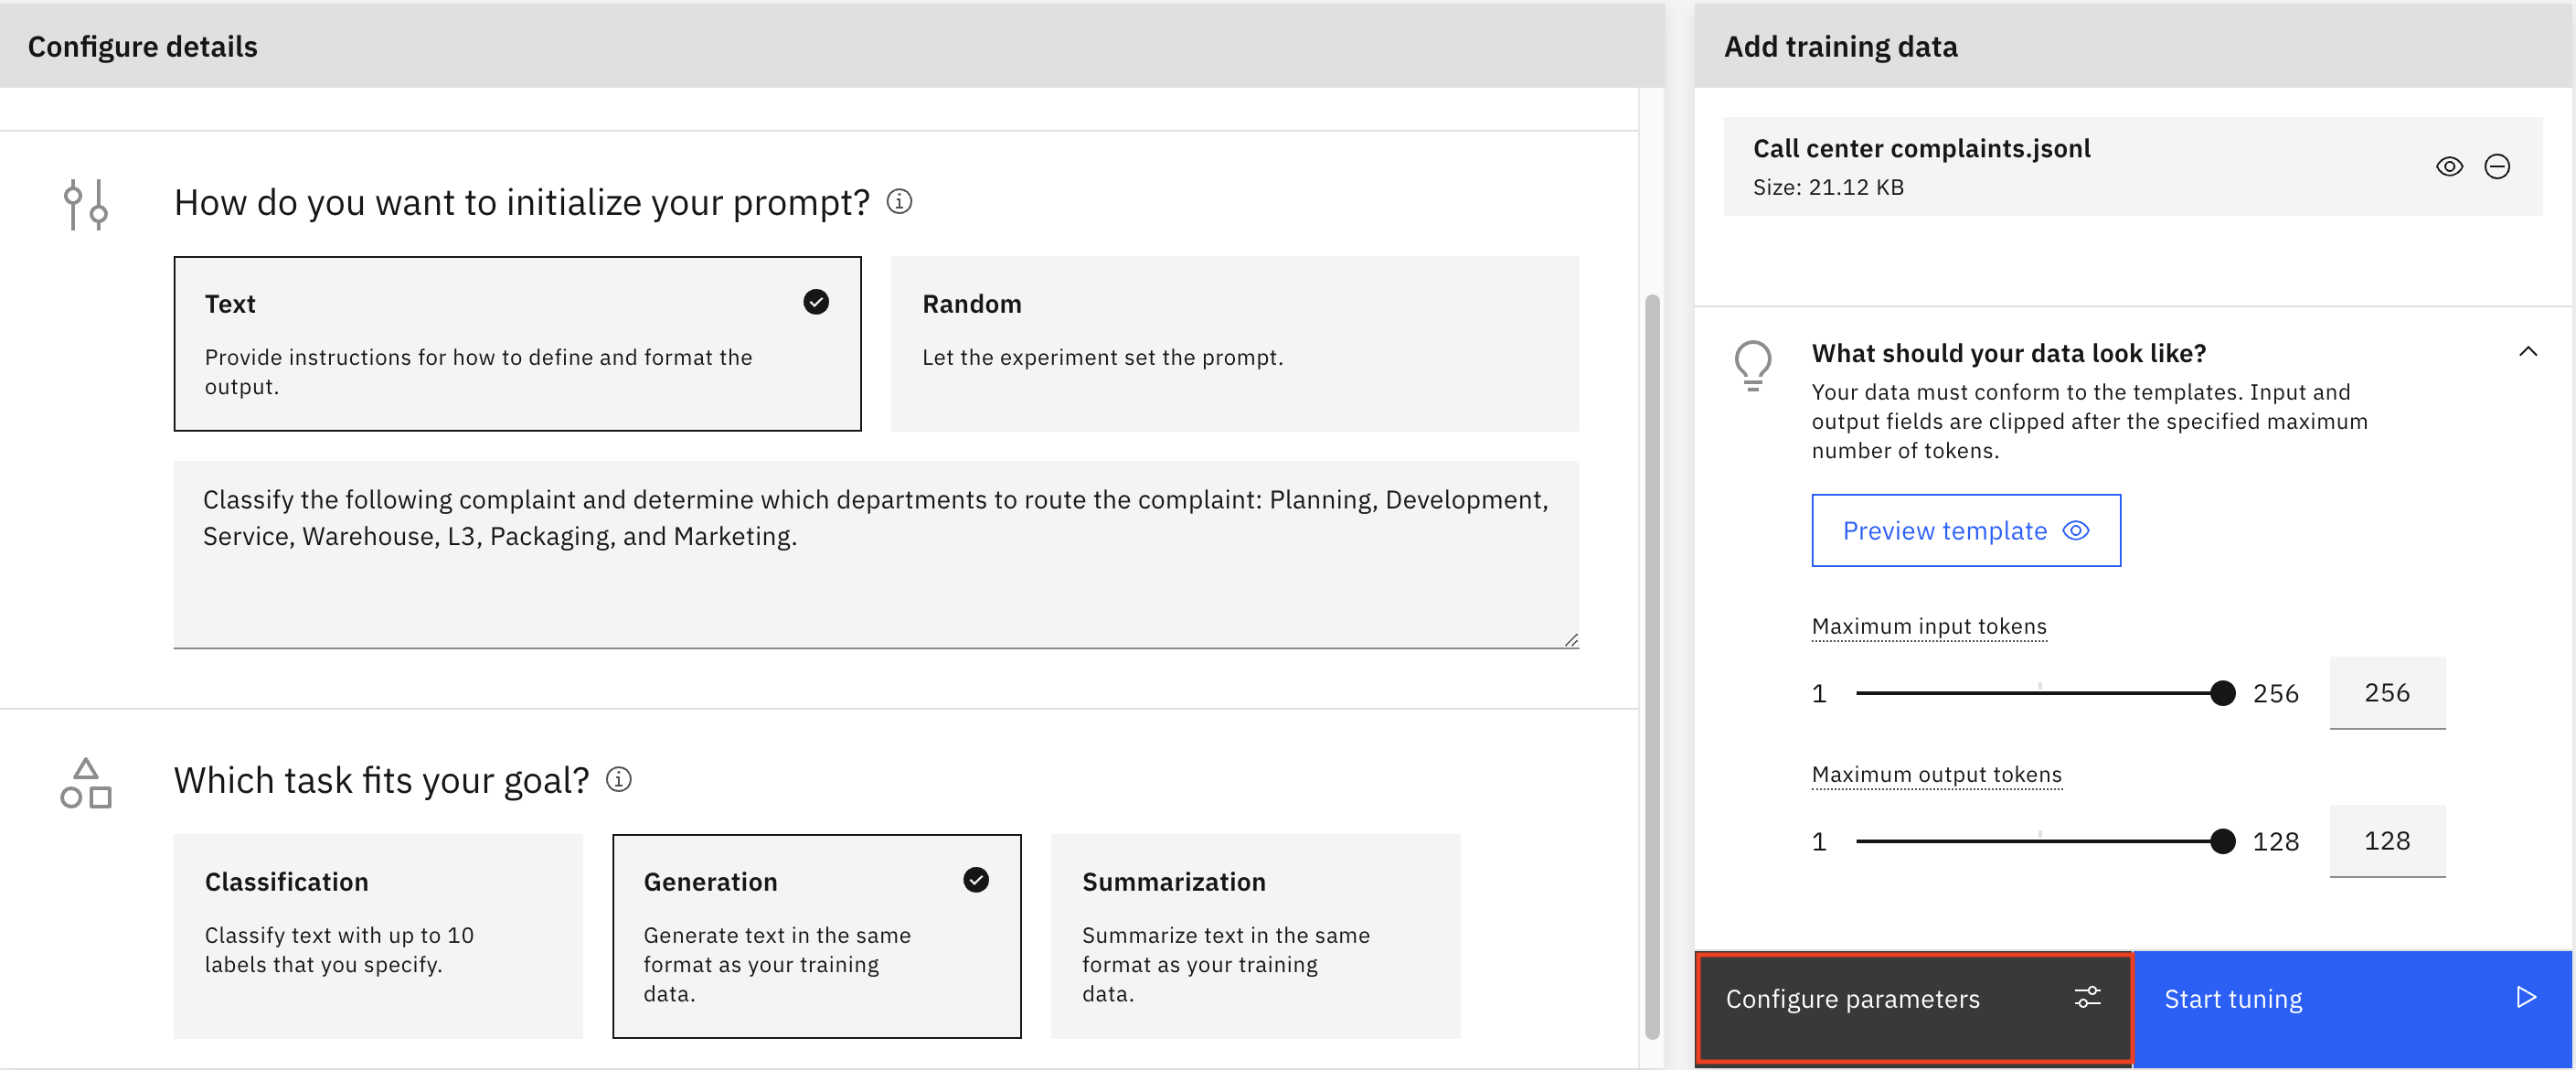 Configure details
How do you want to initialize your prompt?
Text
Provide instructions for how to define and format the
output.
Random
Let the experiment set the prompt.
Classify the following complaint and determine which departments to route the complaint: Planning, Development,
Service, Warehouse, L3, Packaging, and Marketing.
Which task fits your goal?
Classification
Classify text with up to 10
labels that you specify.
Generation
Generate text in the same
format as your training
data.
Summarization
Summarize text in the same
format as your training
data.
Add training data
Call center complaints.jsonl
Size: 21.12 KB
What should your data look like?
Your data must conform to the templates. Input and
output fields are clipped after the specified maximum
number of tokens.
Preview template
Maximum input tokens
1 256 256
Maximum output tokens
1 128 128
Configure parameters
Start tuning